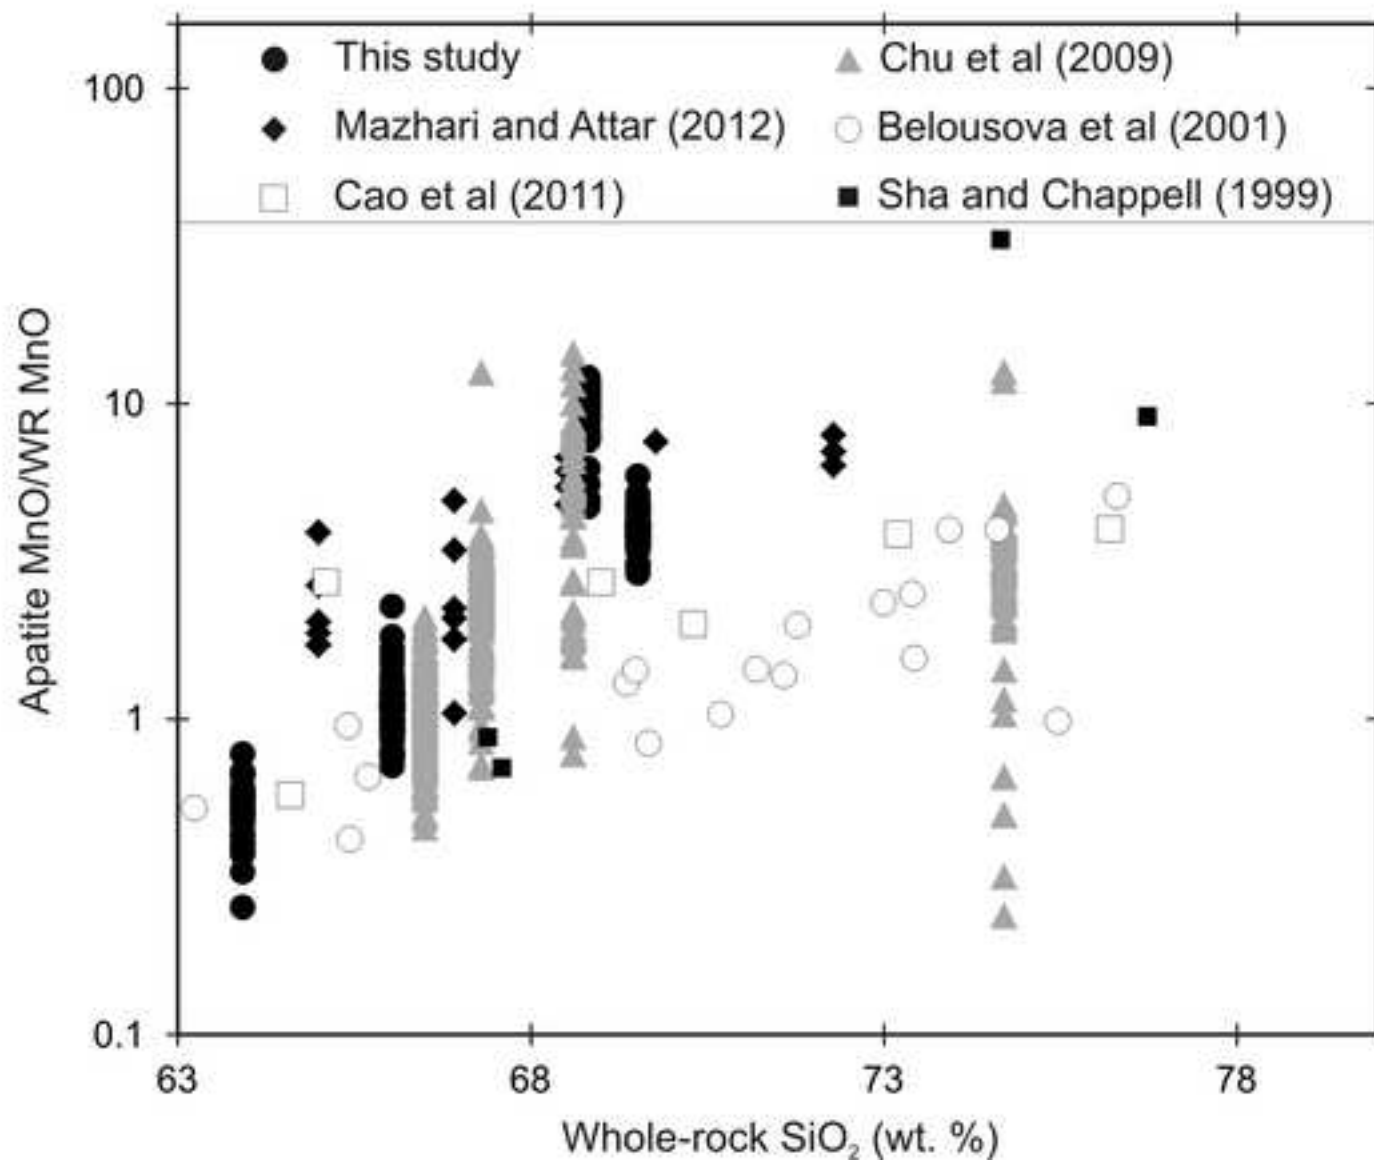 This study
Chu et al (2009)
100
Mazhari and Attar (2012)
Belousova et al (2001)
Cao et al (2011)
Sha and Chappell (1999)
Apatite MnO/WR MnO
10
1
0.1
63
68
73
78
Whole-rock SiO₂ (wt. %)